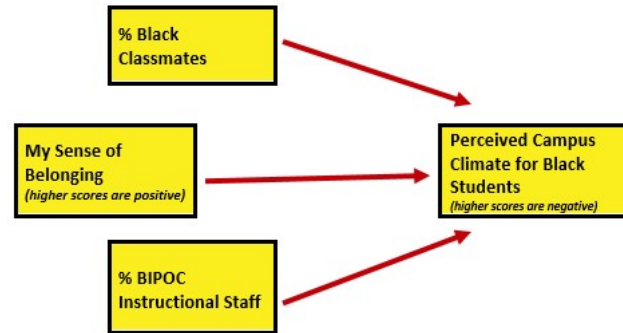 % Black
Classmates
My Sense of
Belonging
(higher scores are positive)
Perceived Campus
Climate for Black
Students
(higher scores are negative)
% BIPOC
Instructional Staff